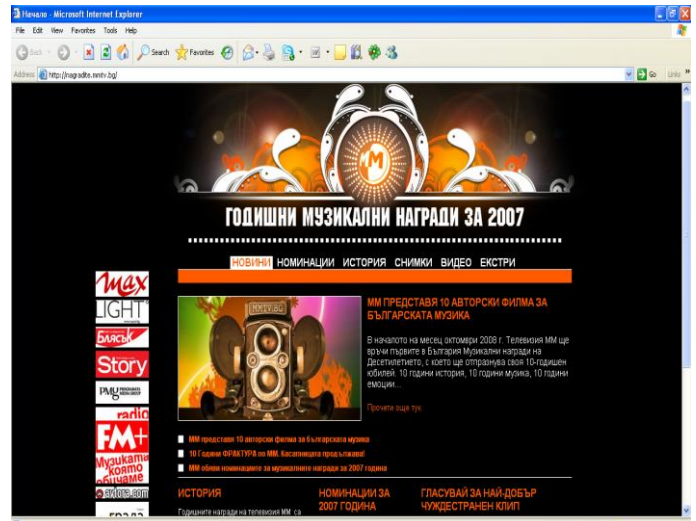 Начало - Microsoft Internet Explorer
File Edit View Favorites Tools Help
Back Search Favorites
Address http://nagradite.mmtv.bg/ Go Links
MM
ГОДИШНИ МУЗИКАЛНИ НАГРАДИ ЗА 2007
НОВИНИ НОМИНАЦИИ ИСТОРИЯ СНИМКИ ВИДЕО ЕКСТРИ
max
LIGHT
Блясък
Story
PMG
radio
FM+
Музиката
която
обичаме
avtora.com
MMTV.BG
ММ ПРЕДСТАВЯ 10 АВТОРСКИ ФИЛМА ЗА
БЪЛГАРСКАТА МУЗИКА
В началото на месец октомври 2008 г. Телевизия ММ ще
връчи първите в България Музикални награди на
Десетилетието, с което ще отпразнува своя 10-годишен
юбилей. 10 години история, 10 години музика, 10 години
емоции...
Прочети още тук.
ММ представя 10 авторски филма за българската музика
10 Години ФРАКТУРА по ММ. Касапницата продължава!
ММ обяви номинациите за музикалните награди за 2007 година
ИСТОРИЯ
Годишните награди на телевизия ММ са
НОМИНАЦИИ ЗА
2007 ГОДИНА
ГЛАСУВАЙ ЗА НАЙ-ДОБЪР
ЧУЖДЕСТРАНЕН КЛИП